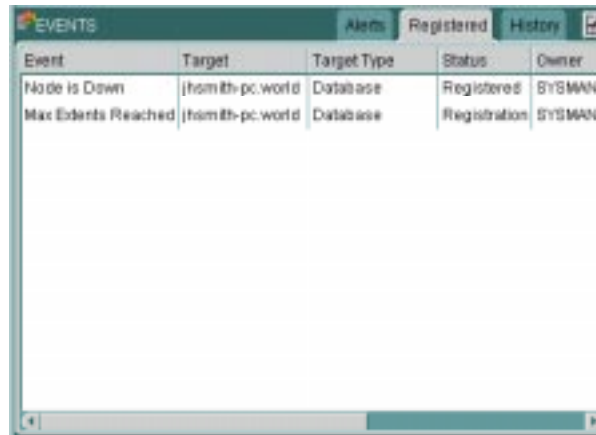 EVENTS Alerts Registered History
Event Target Target Type Status Owner
Node is Down jhsmith-pc.world Database Registered SYSMAN
Max Extents Reached jhsmith-pc.world Database Registration SYSMAN